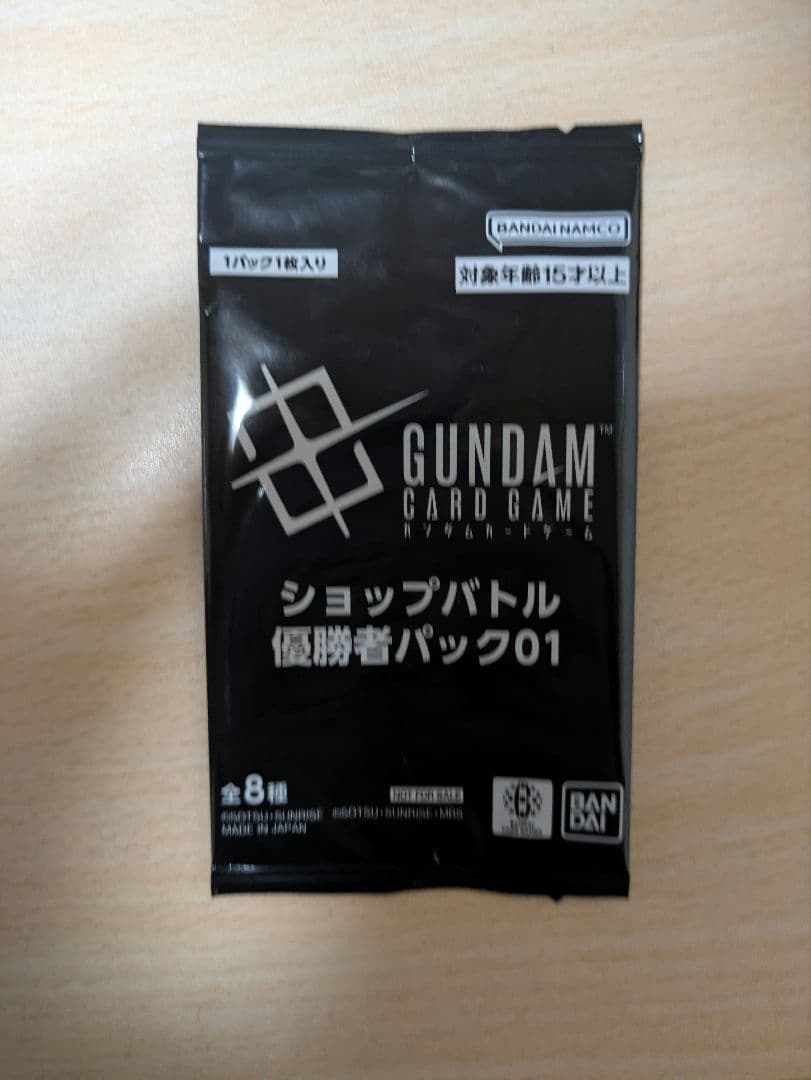 BANDAI NAMCO
1パック1枚入り
対象年齢15才以上
GUNDAM™
CARD GAME
ガンダムカードゲーム
ショップバトル
優勝者パック01
全8種
NOT FOR SALE
©SOTSU・SUNRISE ©SOTSU・SUNRISE・MBS
MADE IN JAPAN
BAN
DAI